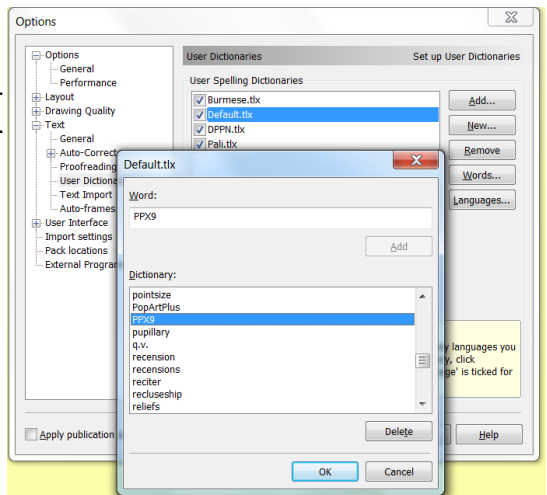 Options
Options
General
Performance
Layout
Drawing Quality
Text
General
Auto-Correct
Proofreading
User Dictiona
Text Import
Auto-frames
User Interface
Import settings
Pack locations
External Progra
User Dictionaries
Set up User Dictionaries
User Spelling Dictionaries
Burmese.tlx
Default.tlx
DPPN.tlx
Pali.tlx
Add...
New...
Remove
Words...
Languages...
y languages you
y, click
ge' is ticked for
Apply publication
Help
Default.tlx
Word:
PPX9
Add
Dictionary:
pointsize
PopArtPlus
PPX9
pupillary
q.v.
recension
recensions
reciter
recluseship
reliefs
Delete
OK
Cancel